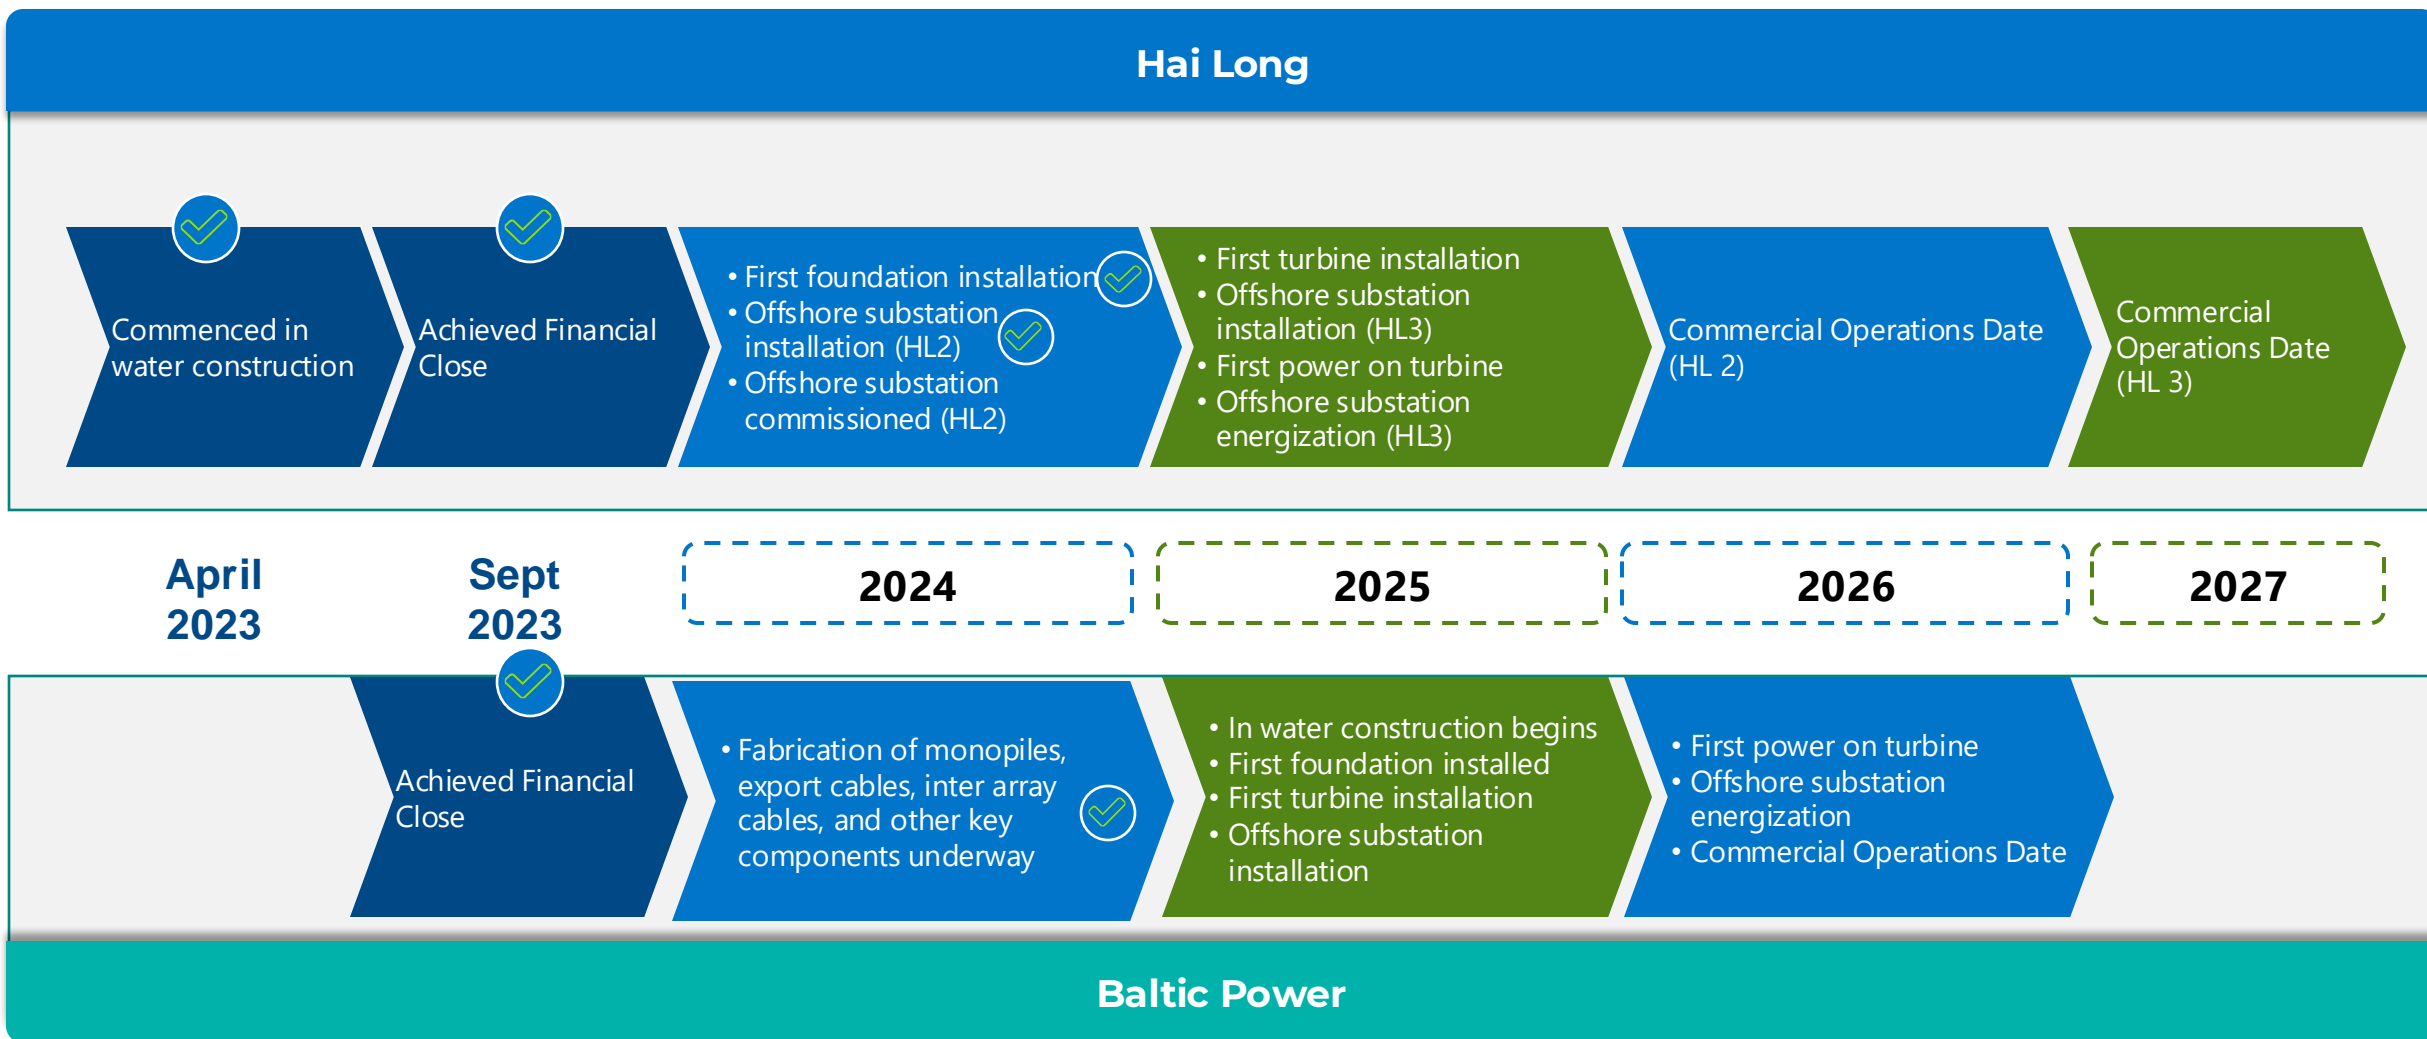 Hai Long
Commenced in
water construction
Achieved Financial
Close
• First foundation installation
• Offshore substation
installation (HL2)
• Offshore substation
commissioned (HL2)
• First turbine installation
• Offshore substation
installation (HL3)
• First power on turbine
• Offshore substation
energization (HL3)
Commercial Operations Date
(HL 2)
Commercial
Operations Date
(HL 3)
April
2023
Sept
2023
2024
2025
2026
2027
Achieved Financial
Close
• Fabrication of monopiles,
export cables, inter array
cables, and other key
components underway
• In water construction begins
• First foundation installed
• First turbine installation
• Offshore substation
installation
• First power on turbine
• Offshore substation
energization
• Commercial Operations Date
Baltic Power